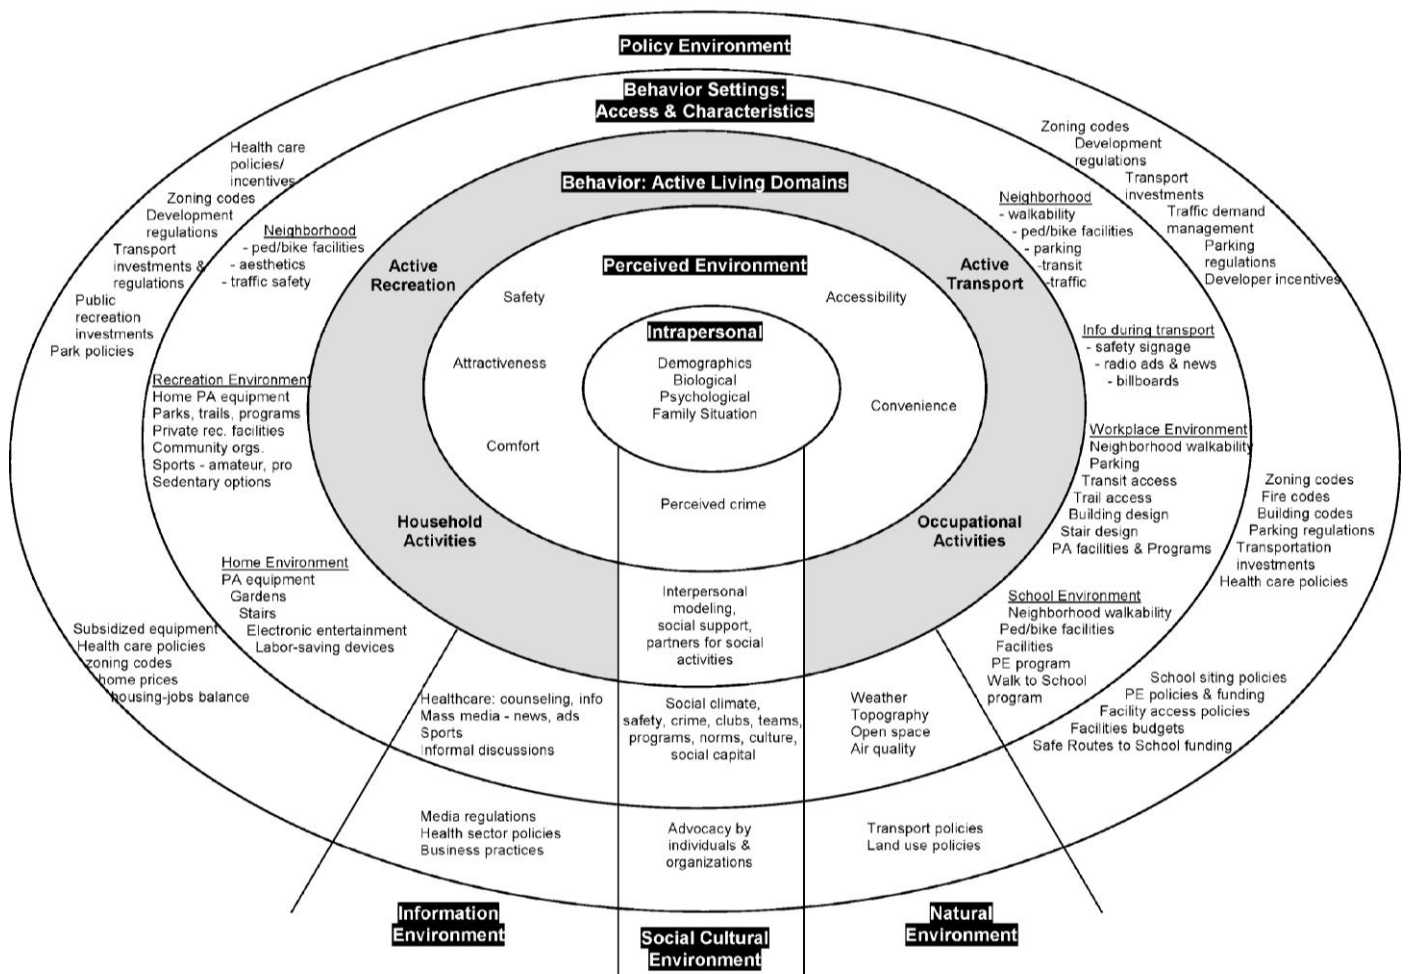 Policy Environment
Behavior Settings:
Access & Characteristics
Behavior: Active Living Domains
Perceived Environment
Intrapersonal
Demographics
Biological
Psychological
Family Situation
Safety
Attractiveness
Comfort
Accessibility
Convenience
Perceived crime
Active
Recreation
Active
Transport
Household
Activities
Occupational
Activities
Health care
policies/
incentives
Zoning codes
Development
regulations
Transport
investments &
regulations
Public
recreation
investments
Park policies
Neighborhood
- ped/bike facilities
- aesthetics
- traffic safety
Recreation Environment
Home PA equipment
Parks, trails, programs
Private rec. facilities
Community orgs.
Sports - amateur, pro
Sedentary options
Home Environment
PA equipment
Gardens
Stairs
Electronic entertainment
Labor-saving devices
Subsidized equipment
Health care policies
zoning codes
home prices
housing-jobs balance
Zoning codes
Development
regulations
Transport
investments
Traffic demand
management
Parking
regulations
Developer incentives
Neighborhood
- walkability
- ped/bike facilities
- parking
-transit
-traffic
Info during transport
- safety signage
- radio ads & news
- billboards
Workplace Environment
Neighborhood walkability
Parking
Transit access
Trail access
Building design
Stair design
PA facilities & Programs
Zoning codes
Fire codes
Building codes
Parking regulations
Transportation
investments
Health care policies
School Environment
Neighborhood walkability
Ped/bike facilities
Facilities
PE program
Walk to School
program
School siting policies
PE policies & funding
Facility access policies
Facilities budgets
Safe Routes to School funding
Interpersonal
modeling,
social support,
partners for social
activities
Healthcare: counseling, info
Mass media - news, ads
Sports
Informal discussions
Social climate,
safety, crime, clubs, teams,
programs, norms, culture,
social capital
Weather
Topography
Open space
Air quality
Media regulations
Health sector policies
Business practices
Advocacy by
individuals &
organizations
Transport policies
Land use policies
Information
Environment
Social Cultural
Environment
Natural
Environment